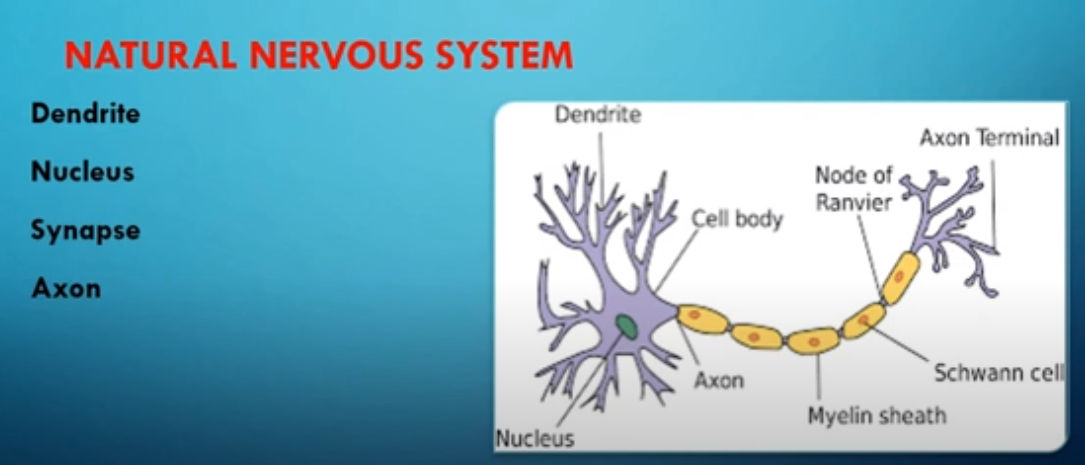 NATURAL NERVOUS SYSTEM
Dendrite
Nucleus
Synapse
Axon
Dendrite
Axon Terminal
Node of
Ranvier
Cell body
Axon
Schwann cell
Myelin sheath
Nucleus